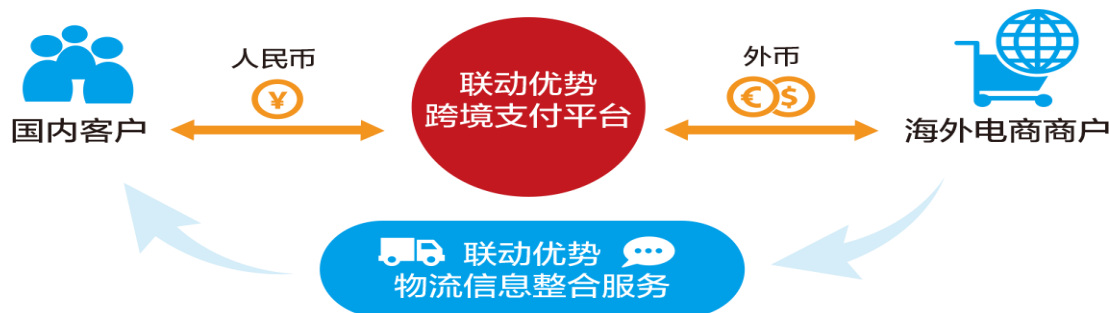 人民币
¥
国内客户
联动优势
跨境支付平台
外币
€ $
海外电商商户
联动优势
物流信息整合服务